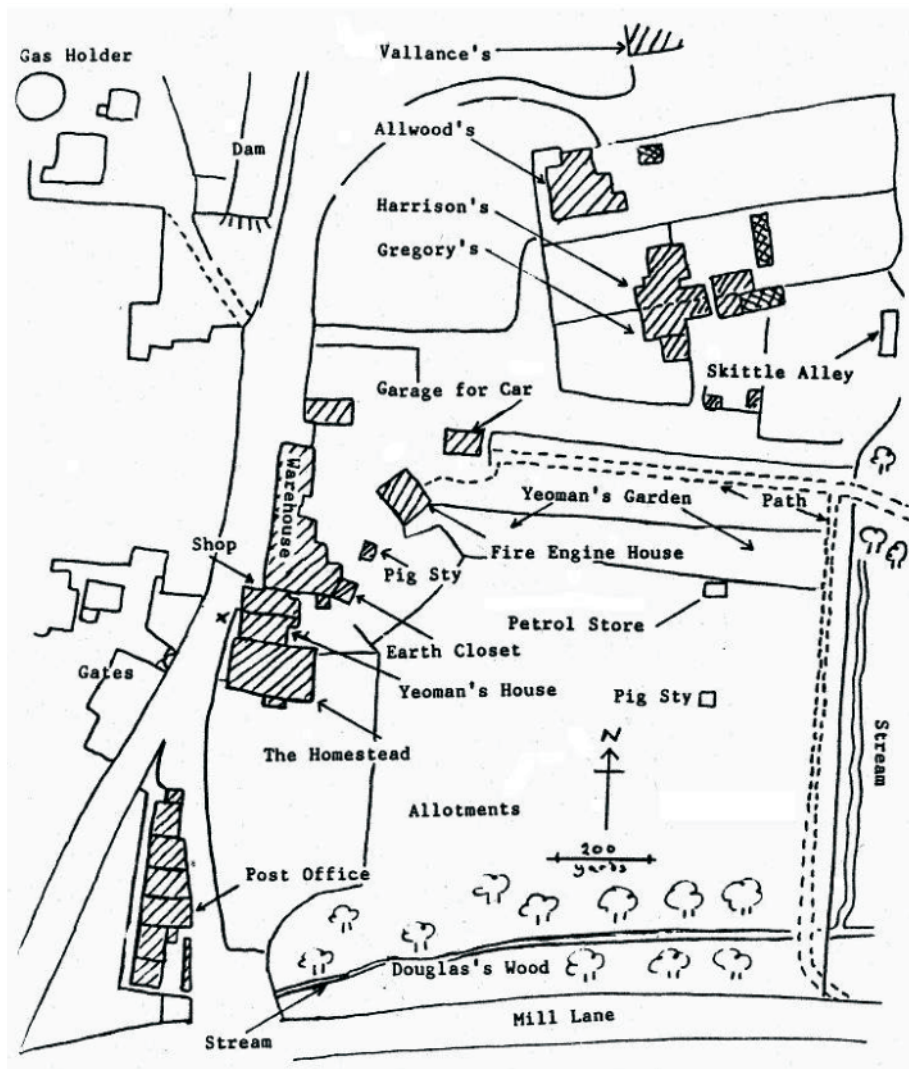 Vallance's
Gas Holder
Allwood's
Dam
Harrison's
Gregory's
Skittle Alley
Garage for Car
Warehouse
Yeoman's Garden
Path
Shop
Fire Engine House
Pig Sty
x
Petrol Store
Earth Closet
Gates
Yeoman's House
Pig Sty
N
The Homestead
Stream
Allotments
200
yards
Post Office
Douglas's Wood
Mill Lane
Stream